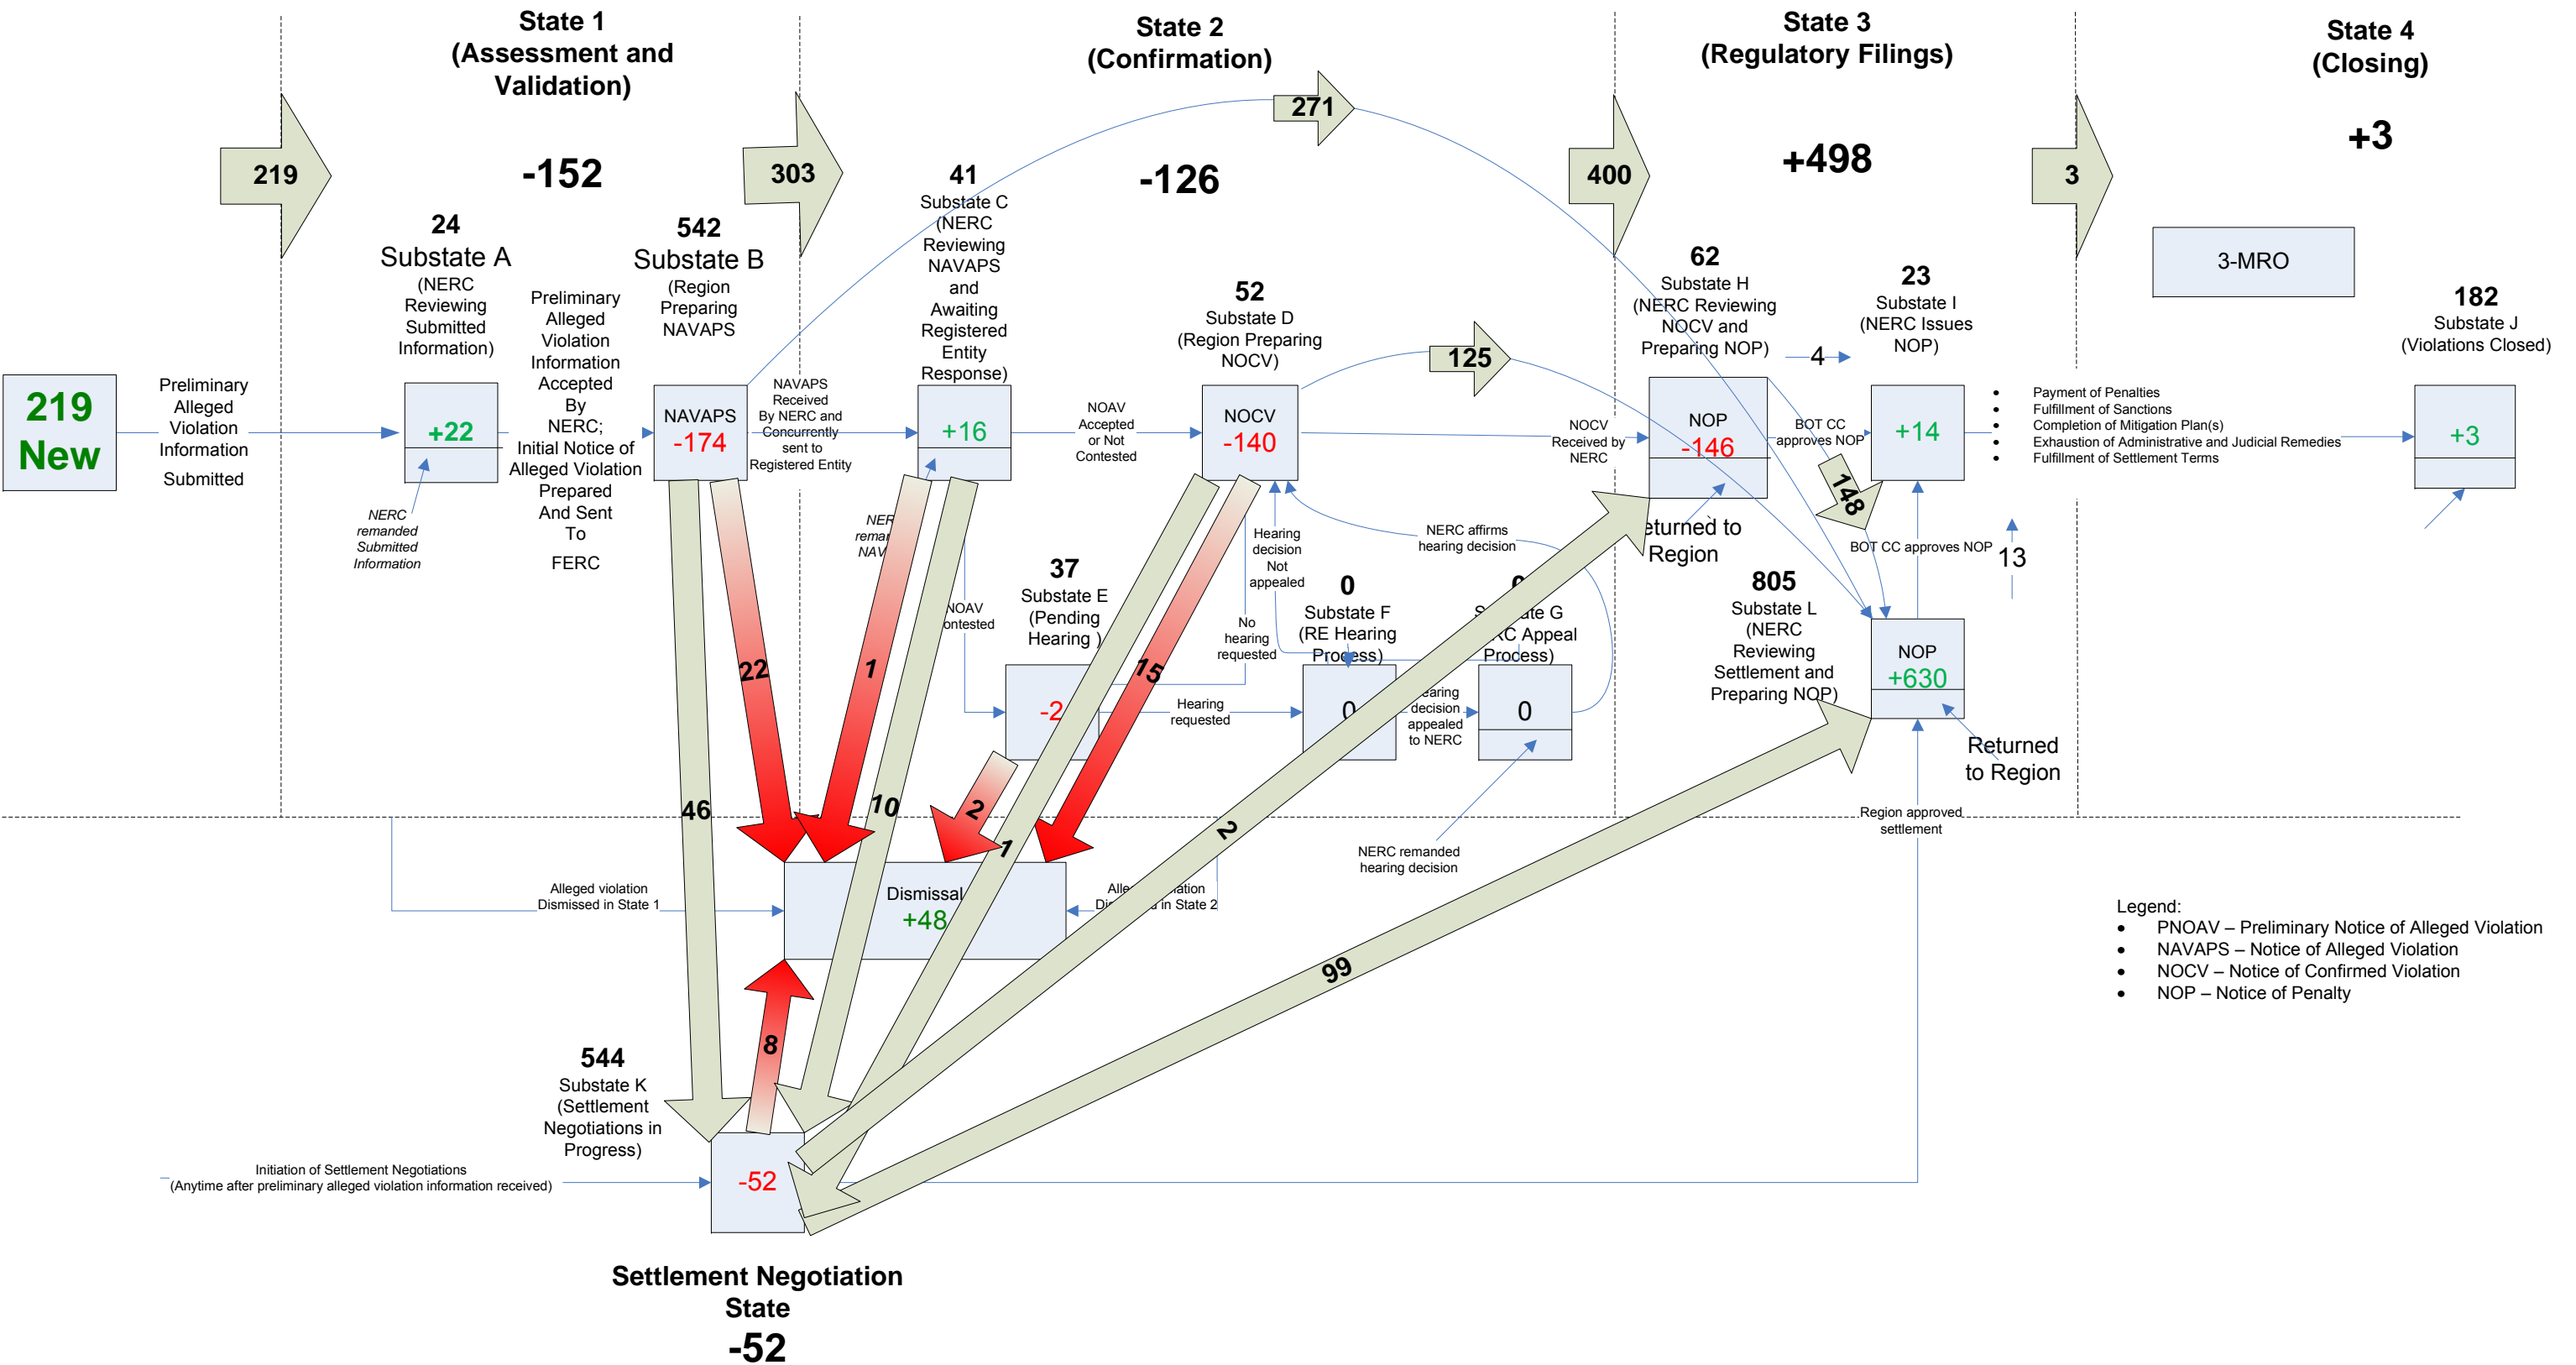 State 1
(Assessment and
Validation)
State 2
(Confirmation)
State 3
(Regulatory Filings)
State 4
(Closing)
219
-152
303
271
-126
400
+498
3
+3
24
Substate A
(NERC
Reviewing
Submitted
Information)
Preliminary
Alleged
Violation
Information
Accepted
By
NERC;
Initial Notice of
Alleged Violation
Prepared
And Sent
To
FERC
542
Substate B
(Region
Preparing
NAVAPS
41
Substate C
(NERC
Reviewing
NAVAPS
and
Awaiting
Registered
Entity
Response)
52
Substate D
(Region Preparing
NOCV)
125
62
Substate H
(NERC Reviewing
NOCV and
Preparing NOP)
4
23
Substate I
(NERC Issues
NOP)
3-MRO
182
Substate J
(Violations Closed)
219
New
Preliminary
Alleged
Violation
Information
Submitted
+22
NERC
remanded
Submitted
Information
NAVAPS
-174
NAVAPS
Received
By NERC and
Concurrently
sent to
Registered Entity
+16
NOAV
Accepted
or Not
Contested
NOCV
-140
NOCV
Received by
NERC
NOP
-146
BOT CC
approves NOP
148
+14
• Payment of Penalties
• Fulfillment of Sanctions
• Completion of Mitigation Plan(s)
• Exhaustion of Administrative and Judicial Remedies
• Fulfillment of Settlement Terms
+3
NOAV
37
Substate E
(Pending
Hearing )
-2
Hearing
decision
Not
appealed
No
hearing
requested
Hearing
requested
NERC affirms
hearing decision
0
Substate F
(RE Hearing
Process)
0
G
Appeal
Process)
decision
appealed
to NERC
0
Region
BOT CC approves NOP
13
805
Substate L
(NERC
Reviewing
Settlement and
Preparing NOP)
NOP
+630
Returned
to Region
22
1
15
46
10
2
1
2
Region approved
settlement
NERC remanded
hearing decision
Alleged violation
Dismissed in State 1
Dismissal
+48
in State 2
99
Legend:
• PNOAV – Preliminary Notice of Alleged Violation
• NAVAPS – Notice of Alleged Violation
• NOCV – Notice of Confirmed Violation
• NOP – Notice of Penalty
8
544
Substate K
(Settlement
Negotiations in
Progress)
Initiation of Settlement Negotiations
(Anytime after preliminary alleged violation information received)
-52
Settlement Negotiation
State
-52